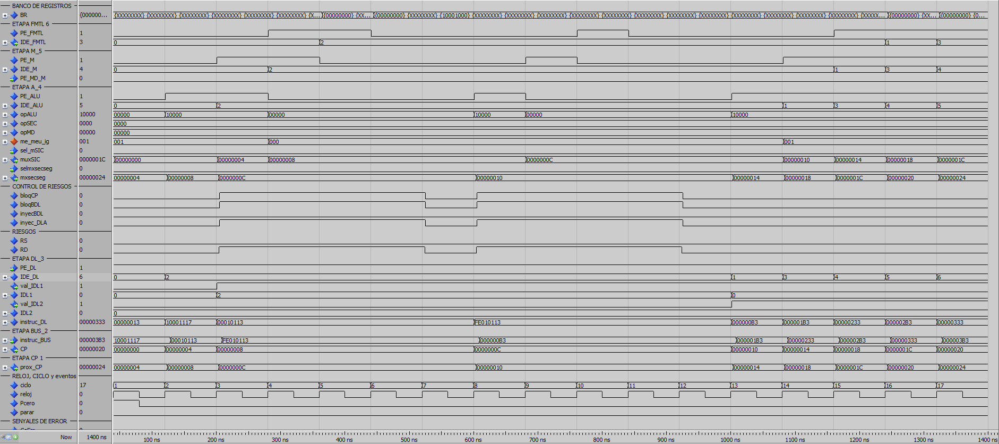 BANCO DE REGISTROS
BR {000000... {XXXXXXXX} {XXXXXXXX} {XXXXXXXX} {XXXXXXXX} {XXXXXXXX} {XXXXXXXX} {X... {00000000} {XX... {00000000} {XXXXXXXX} {10001000} {XXXXXXXX} {XXXXXXXX} {XXXXXXXX} {XXXXXXXX} {XXXXXXXX} {XXXXXXXX} {XXXXXXXX} {XXXXXXXX} {XXXXXXXX} {XXXXXXXX} {XXXXXXXX} {XXXXXXXX} {XXXXX... {00000000} {XX... {00000000} {0...
ETAPA FMTL 6
PE_FMTL 1
IDE_FMTL 3 0 2 1 3
ETAPA M_5
PE_M 1
IDE_M 4 0 2 1 3 4
PE_MD_M 0
ETAPA A_4
PE_ALU 1
IDE_ALU 5 0 2 1 3 4 5
opALU 10000 00000 10000 00000 10000 00000 10000
opSEC 0000 0000
opMD 00000 00000
me_meu_ig 001 001 000 001
sel_mSIC 0
muxSIC 0000001C 00000000 00000004 00000008 0000000C 00000010 00000014 00000018 0000001C
selmxsecseg 0
mxsecseg 00000024 00000004 00000008 0000000C 00000010 00000014 00000018 0000001C 00000020 00000024
CONTROL DE RIESGOS
bloqCP 0
bloqBDL 0
inyecBDL 0
inyec_DLA 0
RIESGOS
RS 0
RD 0
ETAPA DL_3
PE_DL 1
IDE_DL 6 0 2 1 3 4 5 6
val_IDL1 1
IDL1 0 0 2 0
val_IDL2 1
IDL2 0 0
instruc_DL 00000333 00000013 10001117 00010113 FE010113 000000B3 000001B3 00000233 000002B3 00000333
ETAPA BUS_2
instruc_BUS 000003B3 10001117 00010113 FE010113 000000B3 000001B3 00000233 000002B3 00000333 000003B3
CP 00000020 00000000 00000004 00000008 0000000C 00000010 00000014 00000018 0000001C 00000020
ETAPA CP 1
prox_CP 00000024 00000004 00000008 0000000C 00000010 00000014 00000018 0000001C 00000020 00000024
RELOJ, CICLO y eventos
ciclo 17 1 2 3 4 5 6 7 8 9 10 11 12 13 14 15 16 17
reloj 0
Pcero 0
parar 0
SENYALES DE ERROR
Now 1400 ns 100 ns 200 ns 300 ns 400 ns 500 ns 600 ns 700 ns 800 ns 900 ns 1000 ns 1100 ns 1200 ns 1300 ns 1400 ns